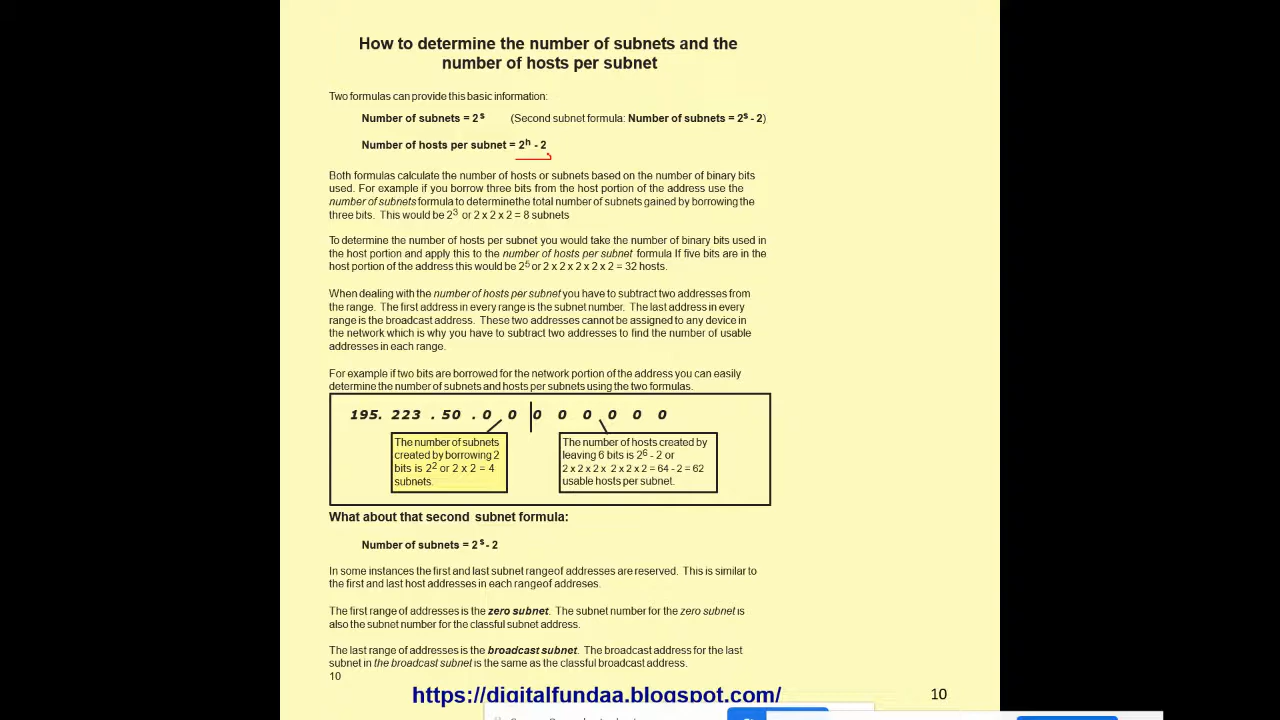 How to determine the number of subnets and the
number of hosts per subnet
Two formulas can provide this basic information:
Number of subnets = 2ˢ (Second subnet formula: Number of subnets = 2ˢ - 2)
Number of hosts per subnet = 2ʰ - 2
Both formulas calculate the number of hosts or subnets based on the number of binary bits
used. For example if you borrow three bits from the host portion of the address use the
number of subnets formula to determinethe total number of subnets gained by borrowing the
three bits. This would be 2³ or 2 x 2 x 2 = 8 subnets
To determine the number of hosts per subnet you would take the number of binary bits used in
the host portion and apply this to the number of hosts per subnet formula If five bits are in the
host portion of the address this would be 2⁵ or 2 x 2 x 2 x 2 x 2 = 32 hosts.
When dealing with the number of hosts per subnet you have to subtract two addresses from
the range. The first address in every range is the subnet number. The last address in every
range is the broadcast address. These two addresses cannot be assigned to any device in
the network which is why you have to subtract two addresses to find the number of usable
addresses in each range.
For example if two bits are borrowed for the network portion of the address you can easily
determine the number of subnets and hosts per subnets using the two formulas.
195. 223 . 50 . 0 0 0 0 0 0 0 0
The number of subnets
created by borrowing 2
bits is 2² or 2 x 2 = 4
subnets.
The number of hosts created by
leaving 6 bits is 2⁶ - 2 or
2 x 2 x 2 x 2 x 2 x 2 = 64 - 2 = 62
usable hosts per subnet.
What about that second subnet formula:
Number of subnets = 2ˢ - 2
In some instances the first and last subnet rangeof addresses are reserved. This is similar to
the first and last host addresses in each rangeof addreses.
The first range of addresses is the zero subnet. The subnet number for the zero subnet is
also the subnet number for the classful subnet address.
The last range of addresses is the broadcast subnet. The broadcast address for the last
subnet in the broadcast subnet is the same as the classful broadcast address.
10
https://digitalfundaa.blogspot.com/
10